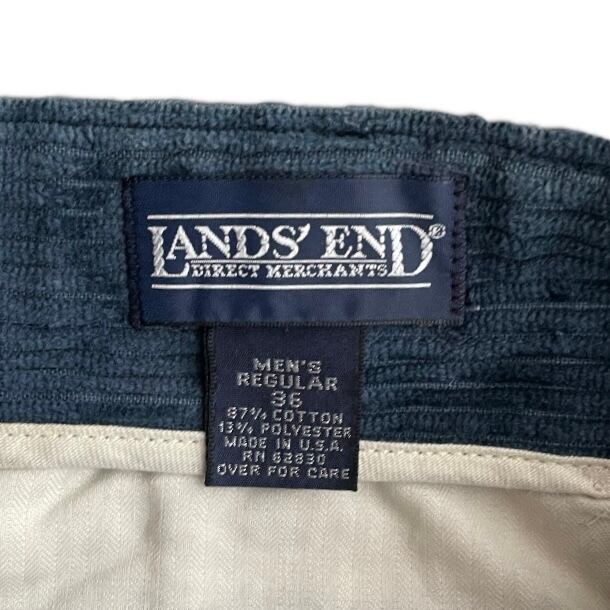 LANDS' END®
DIRECT MERCHANTS
MEN'S
REGULAR
36
87% COTTON
13% POLYESTER
MADE IN U.S.A.
RN 62830
OVER FOR CARE